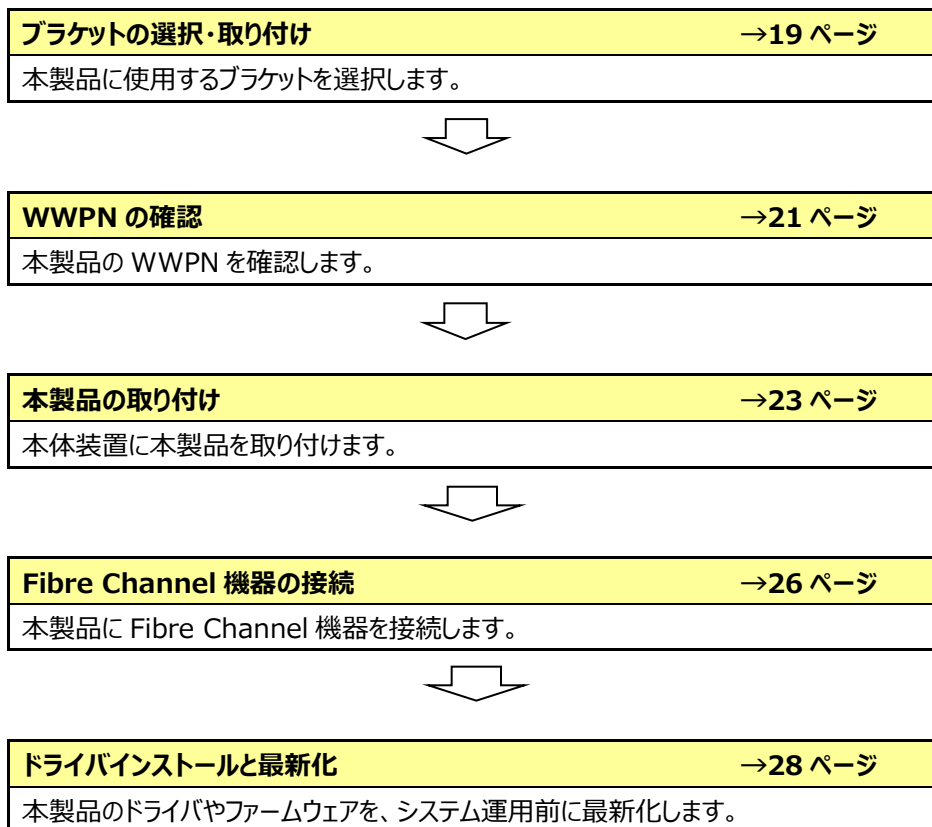 ブラケットの選択・取り付け →19 ページ
本製品に使用するブラケットを選択します。
WWPN の確認 →21 ページ
本製品の WWPN を確認します。
本製品の取り付け →23 ページ
本体装置に本製品を取り付けます。
Fibre Channel 機器の接続 →26 ページ
本製品に Fibre Channel 機器を接続します。
ドライバインストールと最新化 →28 ページ
本製品のドライバやファームウェアを、システム運用前に最新化します。